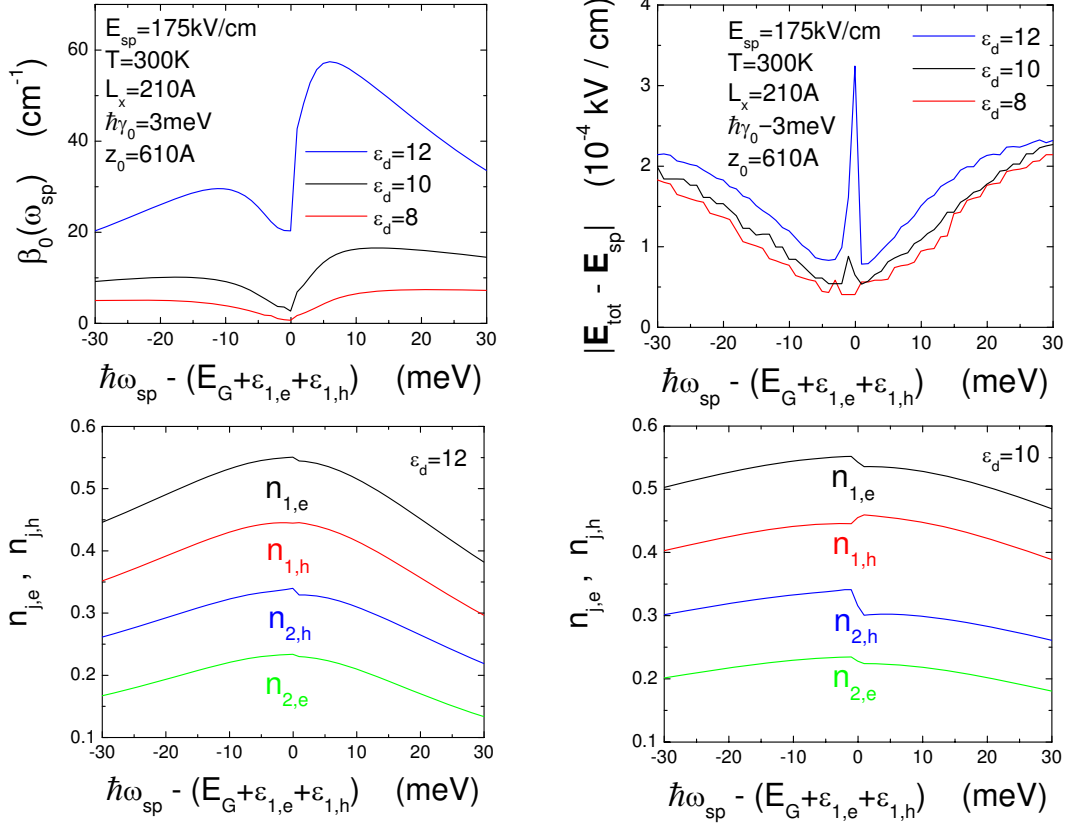 E_sp=175kV/cm
T=300K
L_x=210A
ℏγ_0=3meV
z_0=610A
ε_d=12
ε_d=10
ε_d=8
β_0(ω_sp) (cm^-1)
60
40
20
0
-30 -20 -10 0 10 20 30
ℏω_sp - (E_G+ε_1,e+ε_1,h) (meV)
E_sp=175kV/cm
T=300K
L_x=210A
ℏγ_0−3meV
z_0=610A
ε_d=12
ε_d=10
ε_d=8
|E_tot - E_sp| (10^-4 kV / cm)
4
3
2
1
0
-30 -20 -10 0 10 20 30
ℏω_sp - (E_G+ε_1,e+ε_1,h) (meV)
ε_d=12
n_1,e
n_1,h
n_2,h
n_2,e
n_j,e , n_j,h
0.6
0.5
0.4
0.3
0.2
0.1
-30 -20 -10 0 10 20 30
ℏω_sp - (E_G+ε_1,e+ε_1,h) (meV)
ε_d=10
n_1,e
n_1,h
n_2,h
n_2,e
n_j,e , n_j,h
0.6
0.5
0.4
0.3
0.2
0.1
-30 -20 -10 0 10 20 30
ℏω_sp - (E_G+ε_1,e+ε_1,h) (meV)